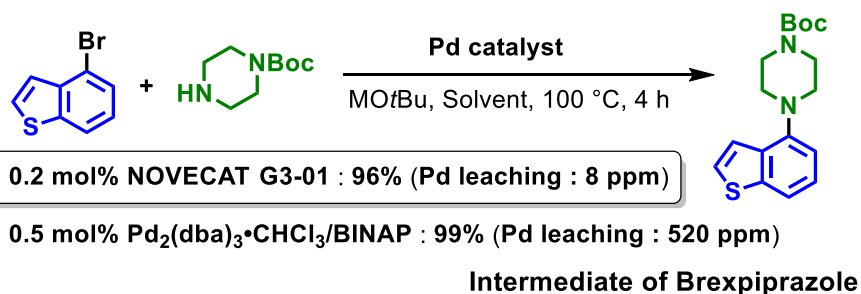 Br
+
HN
NBoc
S
Pd catalyst
MOtBu, Solvent, 100 °C, 4 h
Boc
N
N
S
0.2 mol% NOVECAT G3-01 : 96% (Pd leaching : 8 ppm)
0.5 mol% Pd₂(dba)₃•CHCl₃/BINAP : 99% (Pd leaching : 520 ppm)
Intermediate of Brexpiprazole